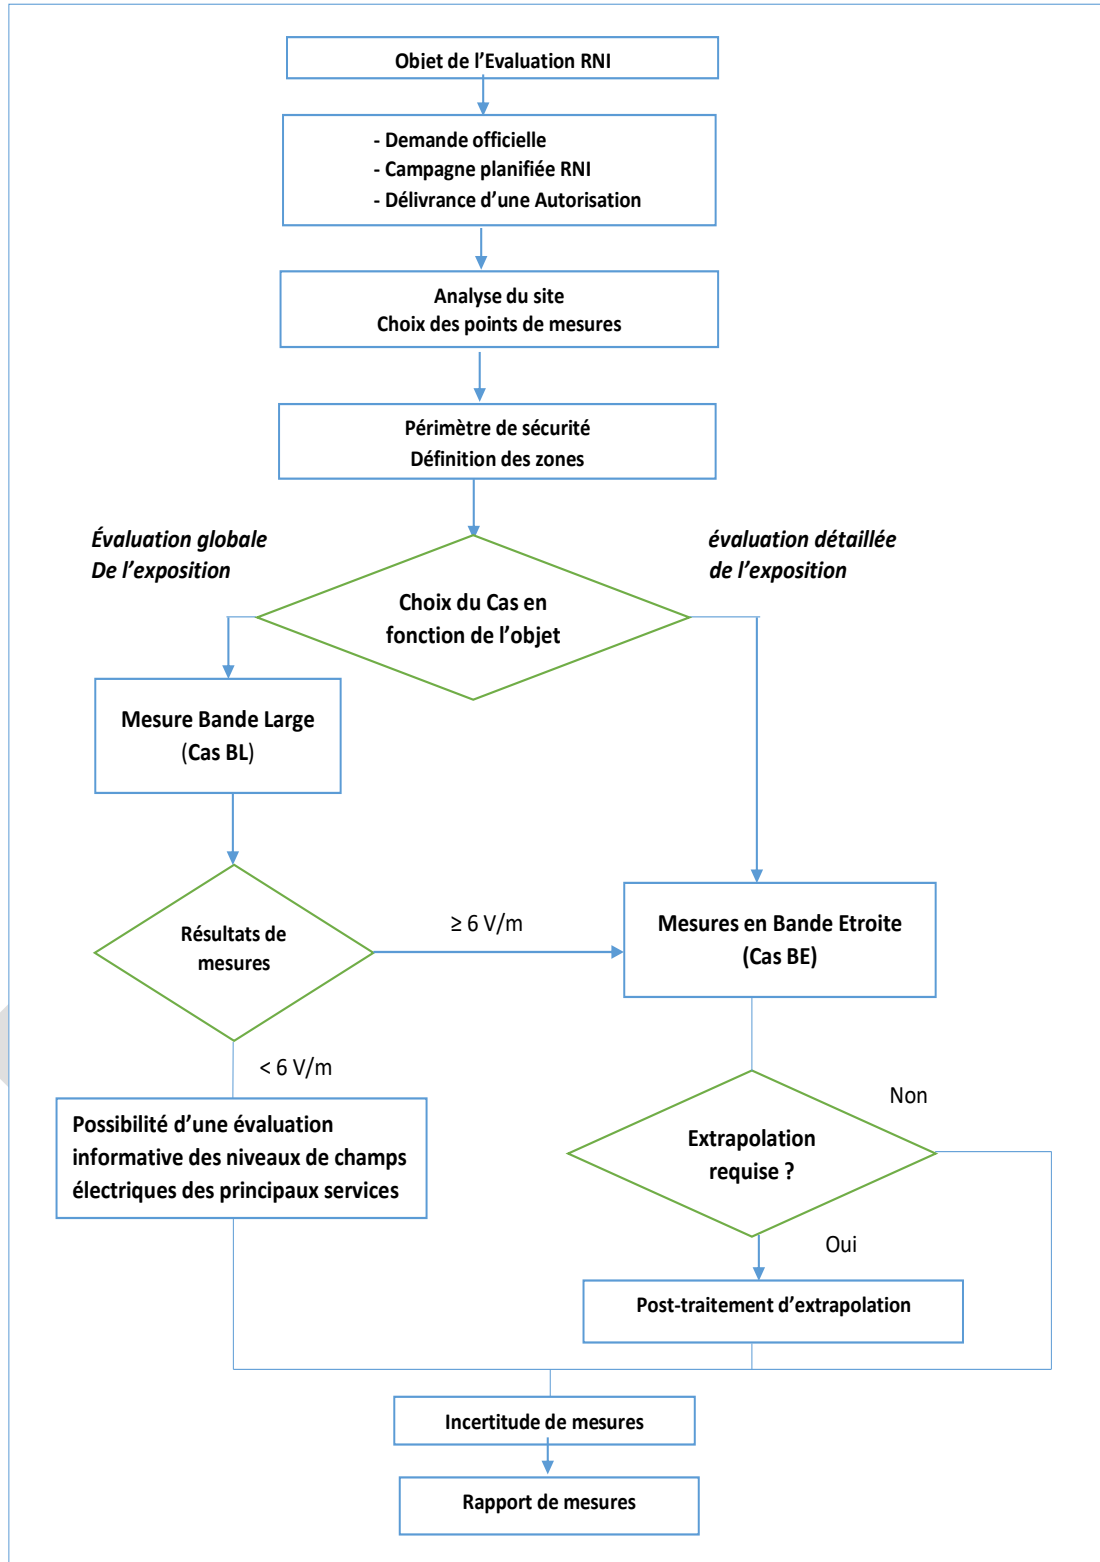 Objet de l’Evaluation RNI
- Demande officielle
- Campagne planifiée RNI
- Délivrance d’une Autorisation
Analyse du site
Choix des points de mesures
Périmètre de sécurité
Définition des zones
Évaluation globale
De l’exposition
évaluation détaillée
de l’exposition
Choix du Cas en
fonction de l’objet
Mesure Bande Large
(Cas BL)
Résultats de
mesures
≥ 6 V/m
Mesures en Bande Etroite
(Cas BE)
< 6 V/m
Possibilité d’une évaluation
informative des niveaux de champs
électriques des principaux services
Non
Extrapolation
requise ?
Oui
Post-traitement d’extrapolation
Incertitude de mesures
Rapport de mesures